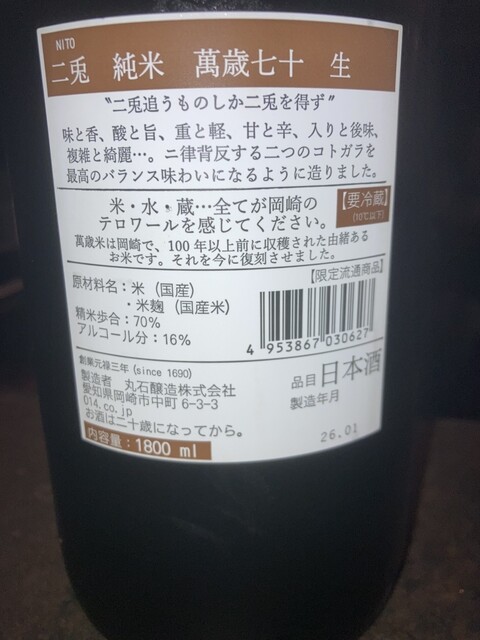 NITO
二兎 純米 萬歳七十 生
〝二兎追うものしか二兎を得ず〟
味と香、酸と旨、重と軽、甘と辛、入りと後味、
複雑と綺麗…。二律背反する二つのコトガラを
最高のバランス味わいになるように造りました。
米・水・蔵…全てが岡崎の
テロワールを感じてください。
【要冷蔵】
(10℃以下)
萬歳米は岡崎で、100年以上前に収穫された由緒ある
お米です。それを今に復刻させました。
【限定流通商品】
原材料名：米（国産）
・米麹（国産米）
精米歩合：70%
アルコール分：16%
4 953867 030627
創業元禄三年 (since 1690)
製造者 丸石醸造株式会社
愛知県岡崎市中町6-3-3
014.co.jp
お酒は二十歳になってから。
品目 日本酒
製造年月
26.01
内容量：1800 ml